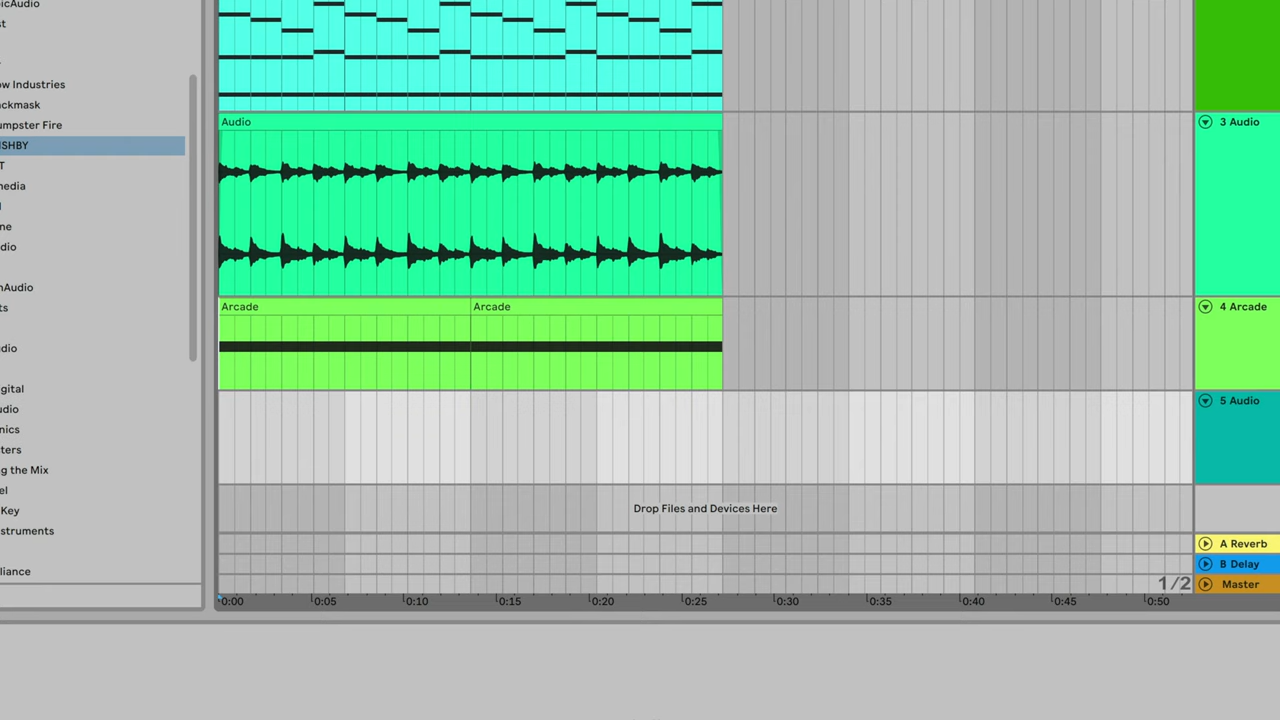 icAudio
st
ow Industries
ackmask
umpster Fire
ISHBY
T
media
l
ne
dio
nAudio
ts
dio
gital
udio
nics
ters
g the Mix
el
Key
struments
liance
Audio
Arcade
Arcade
Drop Files and Devices Here
1/2
0:00
0:05
0:10
0:15
0:20
0:25
0:30
0:35
0:40
0:45
0:50
3 Audio
4 Arcade
5 Audio
A Reverb
B Delay
Master